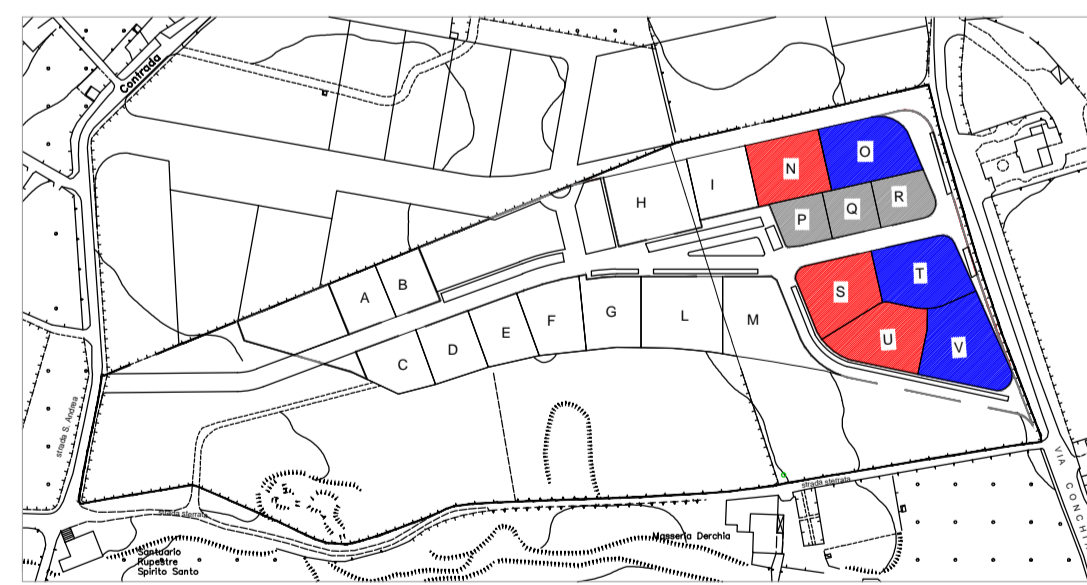 Contrada
O
N
R
Q
P
I
H
T
S
U
V
B
A
G
L
M
F
E
D
C
strada S. Andrea
VIA CONCHI
strada sterrata
strada sterrata
Masseria Derchia
Santuario
Rupestre
Spirito Santo